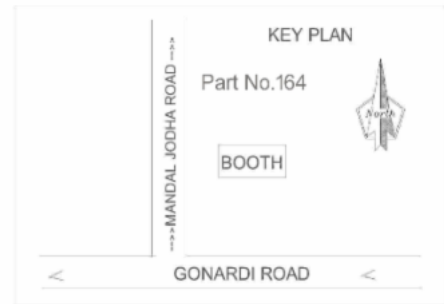 KEY PLAN
Part No.164
<--MANDAL JODHA ROAD-->
North
BOOTH
< GONARDI ROAD <